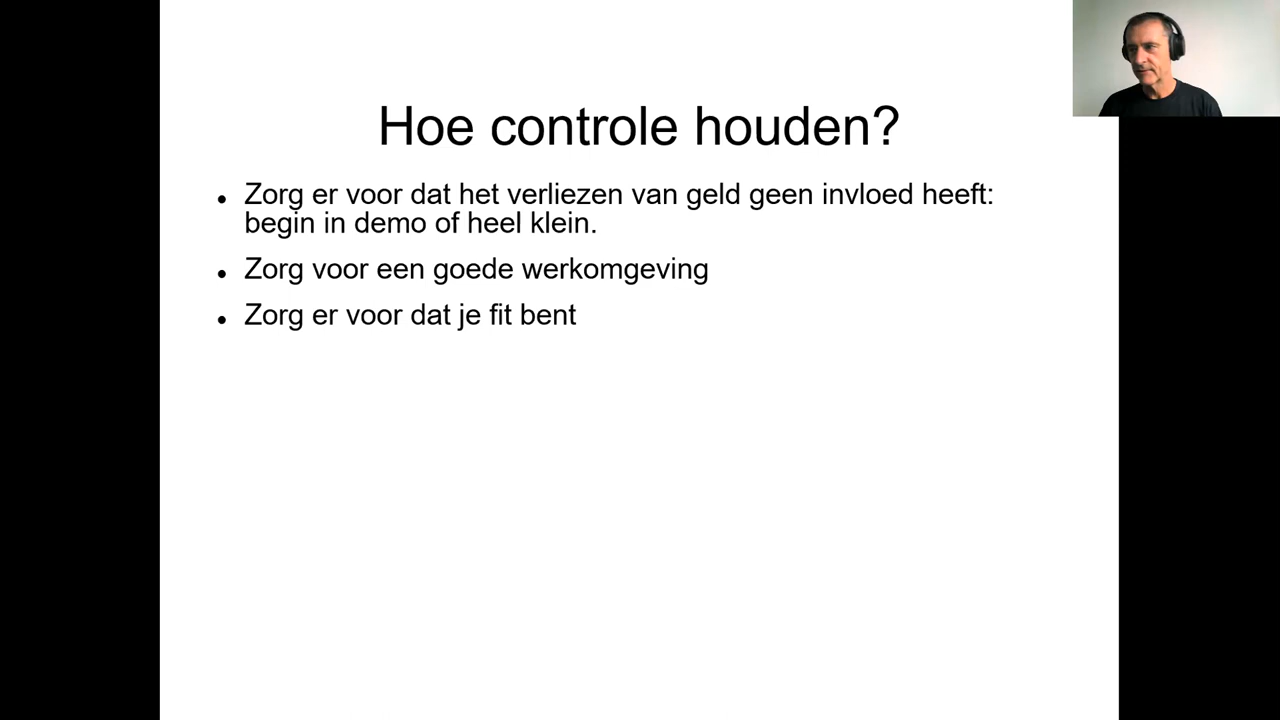 Hoe controle houden?
Zorg er voor dat het verliezen van geld geen invloed heeft:
begin in demo of heel klein.
Zorg voor een goede werkomgeving
Zorg er voor dat je fit bent